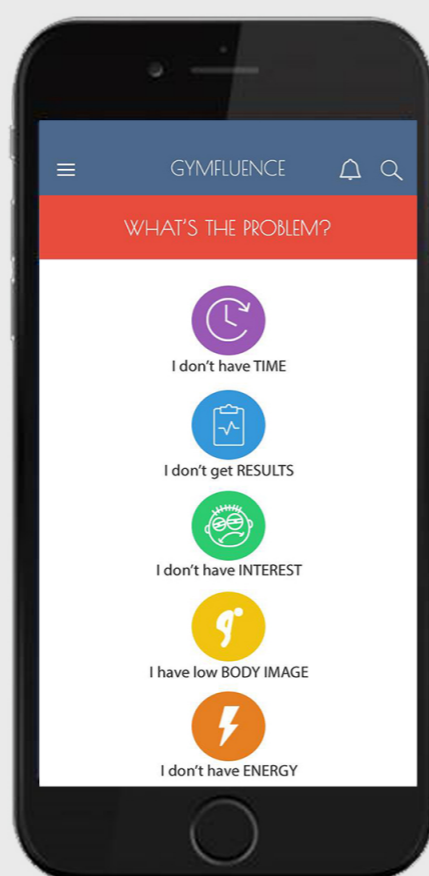 GYMFLUENCE
WHAT'S THE PROBLEM?
I don't have TIME
I don't get RESULTS
I don't have INTEREST
I have low BODY IMAGE
I don't have ENERGY